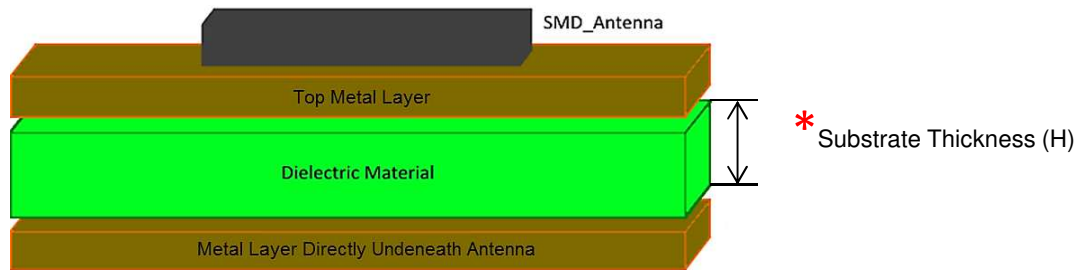 SMD_Antenna
Top Metal Layer
* Substrate Thickness (H)
Dielectric Material
Metal Layer Directly Undeneath Antenna